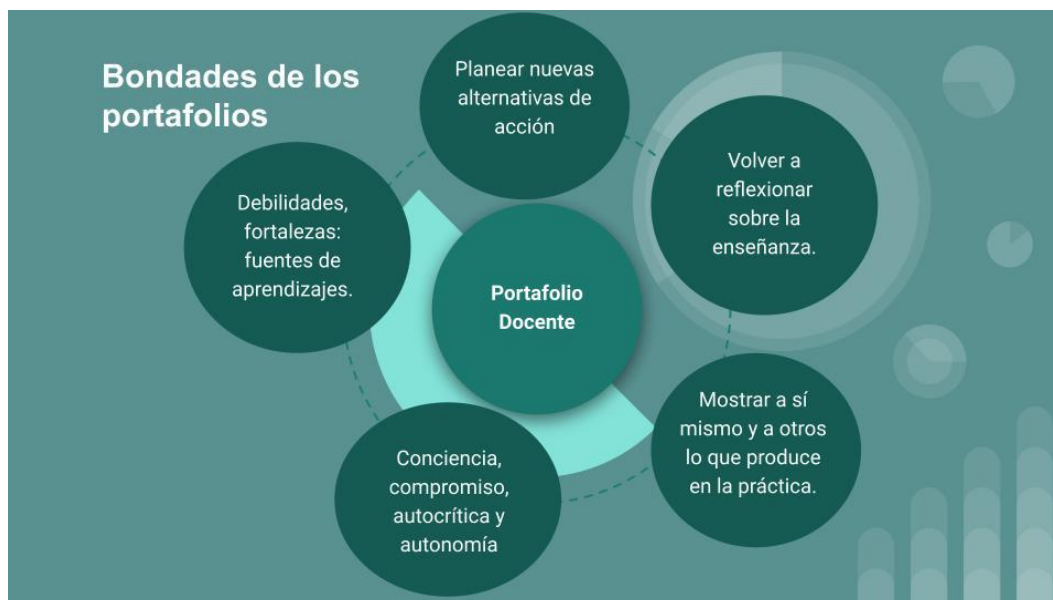 Bondades de los
portafolios
Planear nuevas
alternativas de
acción
Volver a
reflexionar
sobre la
enseñanza.
Debilidades,
fortalezas:
fuentes de
aprendizajes.
Portafolio
Docente
Mostrar a sí
mismo y a otros
lo que produce
en la práctica.
Conciencia,
compromiso,
autocrítica y
autonomía